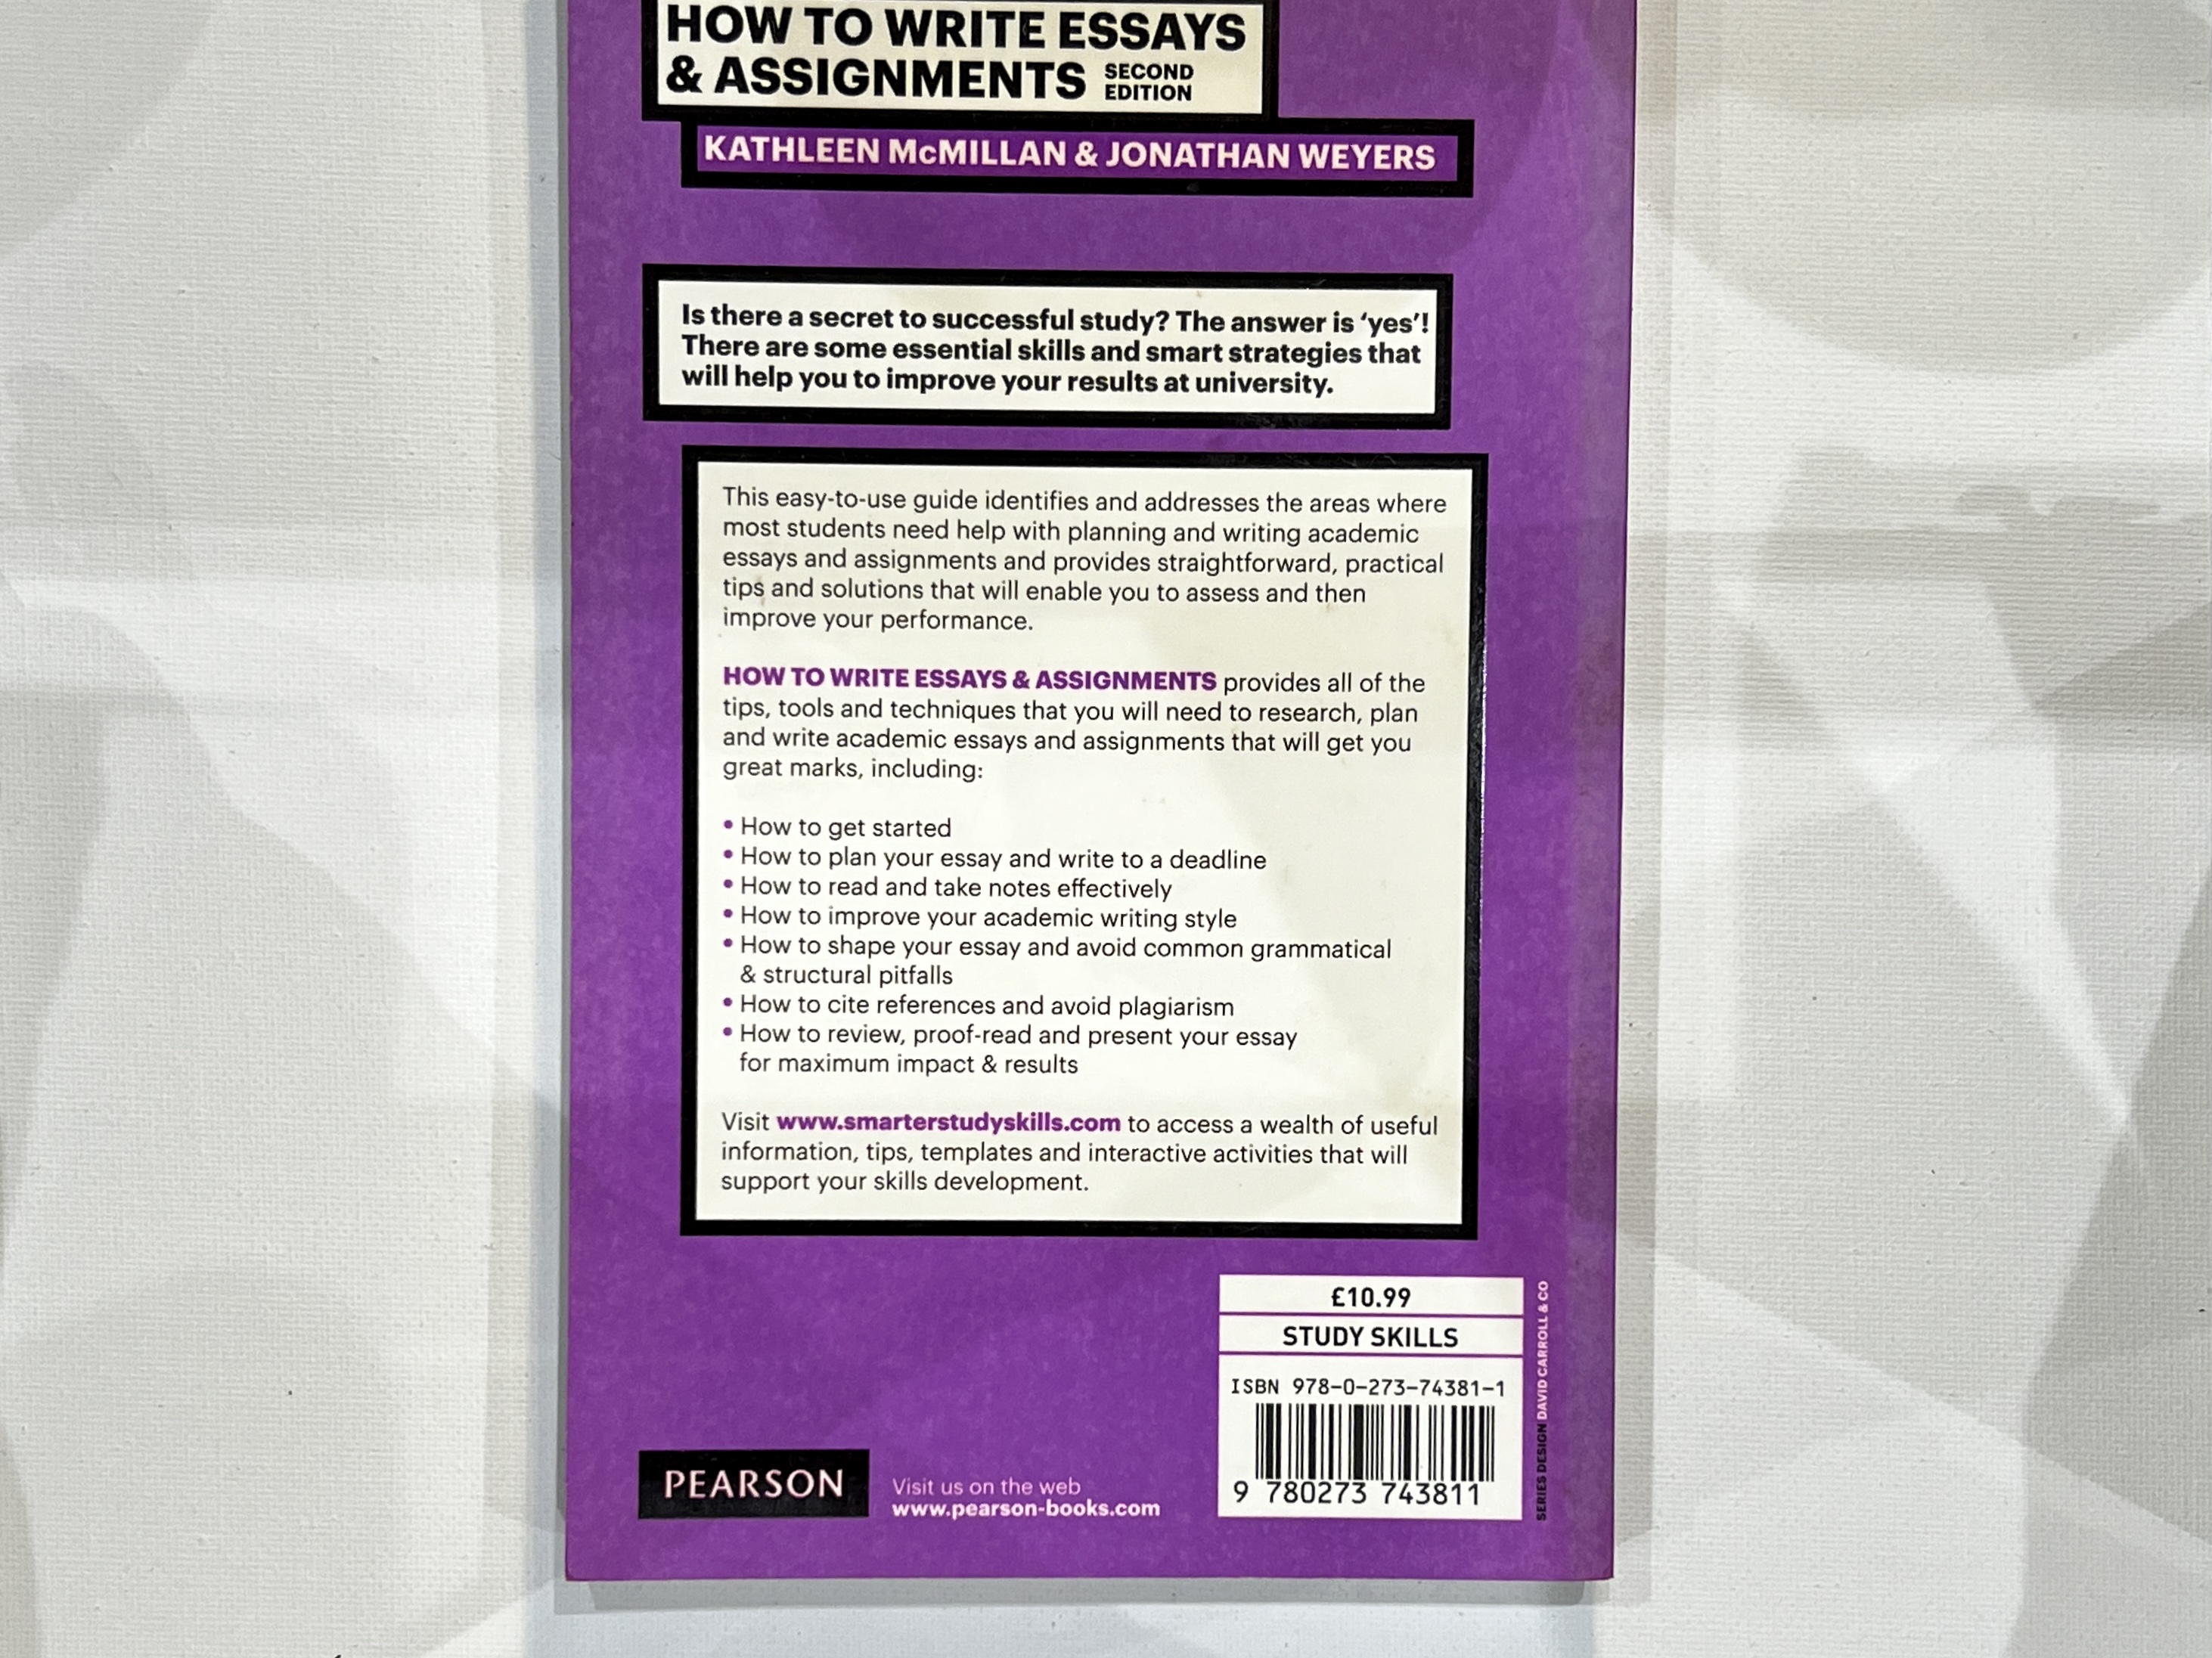 HOW TO WRITE ESSAYS
& ASSIGNMENTS SECOND
EDITION
KATHLEEN McMILLAN & JONATHAN WEYERS
Is there a secret to successful study? The answer is ‘yes’!
There are some essential skills and smart strategies that
will help you to improve your results at university.
This easy-to-use guide identifies and addresses the areas where
most students need help with planning and writing academic
essays and assignments and provides straightforward, practical
tips and solutions that will enable you to assess and then
improve your performance.
HOW TO WRITE ESSAYS & ASSIGNMENTS provides all of the
tips, tools and techniques that you will need to research, plan
and write academic essays and assignments that will get you
great marks, including:
• How to get started
• How to plan your essay and write to a deadline
• How to read and take notes effectively
• How to improve your academic writing style
• How to shape your essay and avoid common grammatical
& structural pitfalls
• How to cite references and avoid plagiarism
• How to review, proof-read and present your essay
for maximum impact & results
Visit www.smarterstudyskills.com to access a wealth of useful
information, tips, templates and interactive activities that will
support your skills development.
£10.99
STUDY SKILLS
ISBN 978-0-273-74381-1
9 780273 743811
SERIES DESIGN DAVID CARROLL & CO
PEARSON
Visit us on the web
www.pearson-books.com